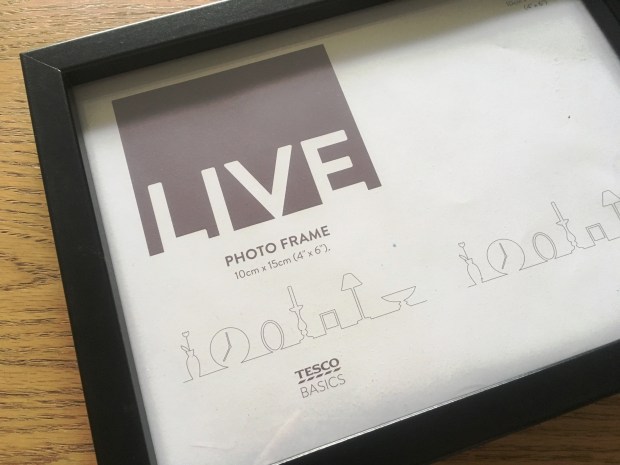 LIVE
PHOTO FRAME
10cm x 15cm (4" x 6").
TESCO
BASICS